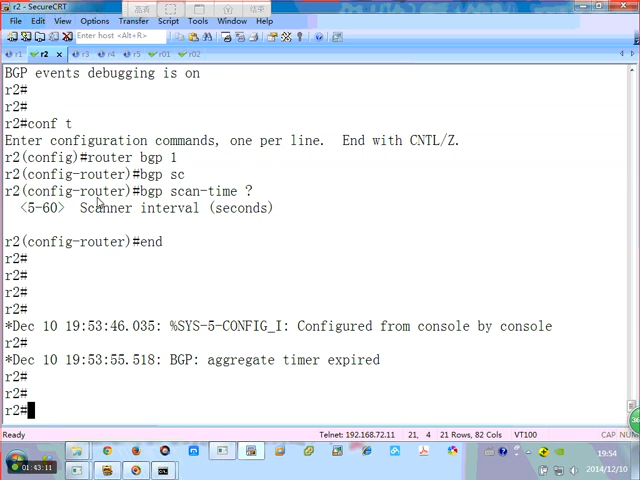 r2 - SecureCRT
File Edit View Options Transfer Script Tools Window Help
Enter host <Alt+R>
r1 r2 r3 r4 r5 r01 r02
BGP events debugging is on
r2#
r2#
r2#conf t
Enter configuration commands, one per line. End with CNTL/Z.
r2(config)#router bgp 1
r2(config-router)#bgp sc
r2(config-router)#bgp scan-time ?
<5-60> Scanner interval (seconds)
r2(config-router)#end
r2#
r2#
r2#
r2#
*Dec 10 19:53:46.035: %SYS-5-CONFIG_I: Configured from console by console
r2#
*Dec 10 19:53:55.518: BGP: aggregate timer expired
r2#
r2#
r2#
Ready Telnet: 192.168.72.11 21, 4 21 Rows, 82 Cols VT100 CAP NUM
19:54
01:43:11
2014/12/10